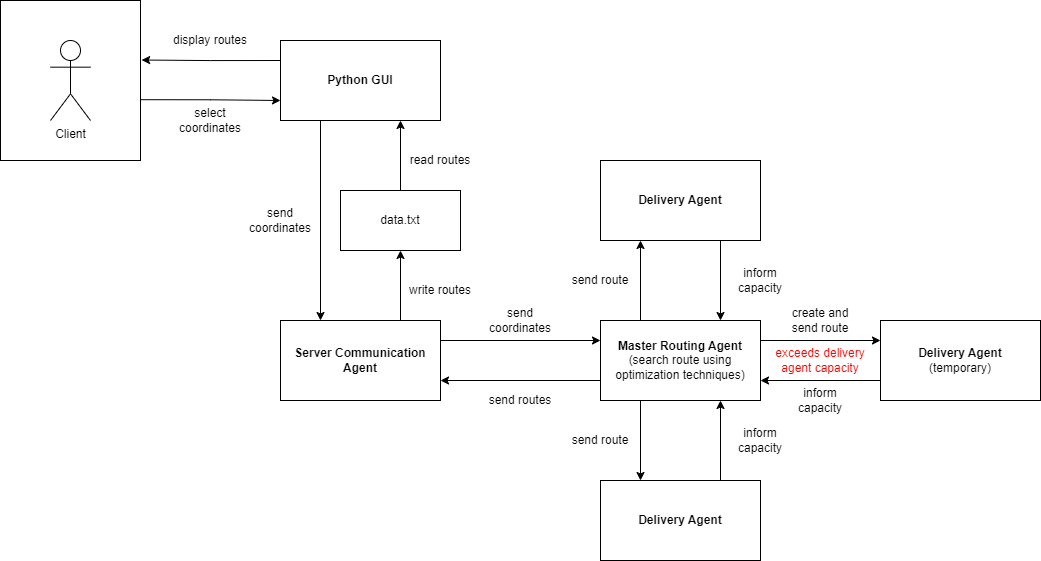 display routes
Python GUI
select
coordinates
Client
read routes
send
coordinates
data.txt
Delivery Agent
write routes
send route
inform
capacity
send
coordinates
create and
send route
Server Communication
Agent
Master Routing Agent
(search route using
optimization techniques)
exceeds delivery
agent capacity
Delivery Agent
(temporary)
send routes
inform
capacity
send route
inform
capacity
Delivery Agent